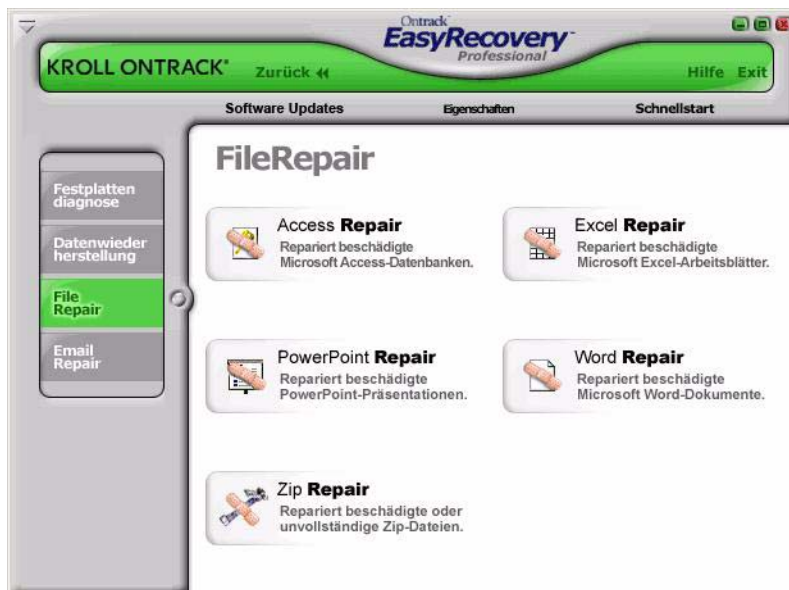 Ontrack
EasyRecovery
Professional
KROLL ONTRACK®
Zurück
Hilfe Exit
Software Updates Eigenschaften Schnellstart
FileRepair
Festplatten
diagnose
Datenwieder
herstellung
File
Repair
Email
Repair
Access Repair
Repariert beschädigte
Microsoft Access-Datenbanken.
Excel Repair
Repariert beschädigte
Microsoft Excel-Arbeitsblätter.
PowerPoint Repair
Repariert beschädigte
PowerPoint-Präsentationen.
Word Repair
Repariert beschädigte
Microsoft Word-Dokumente.
Zip Repair
Repariert beschädigte oder
unvollständige Zip-Dateien.